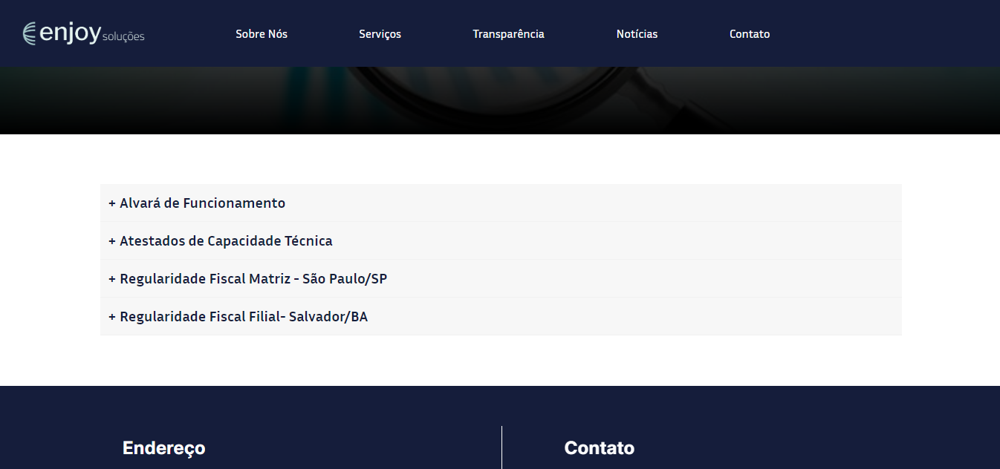 enjoy soluções
Sobre Nós
Serviços
Transparência
Notícias
Contato
+ Alvará de Funcionamento
+ Atestados de Capacidade Técnica
+ Regularidade Fiscal Matriz - São Paulo/SP
+ Regularidade Fiscal Filial- Salvador/BA
Endereço
Contato